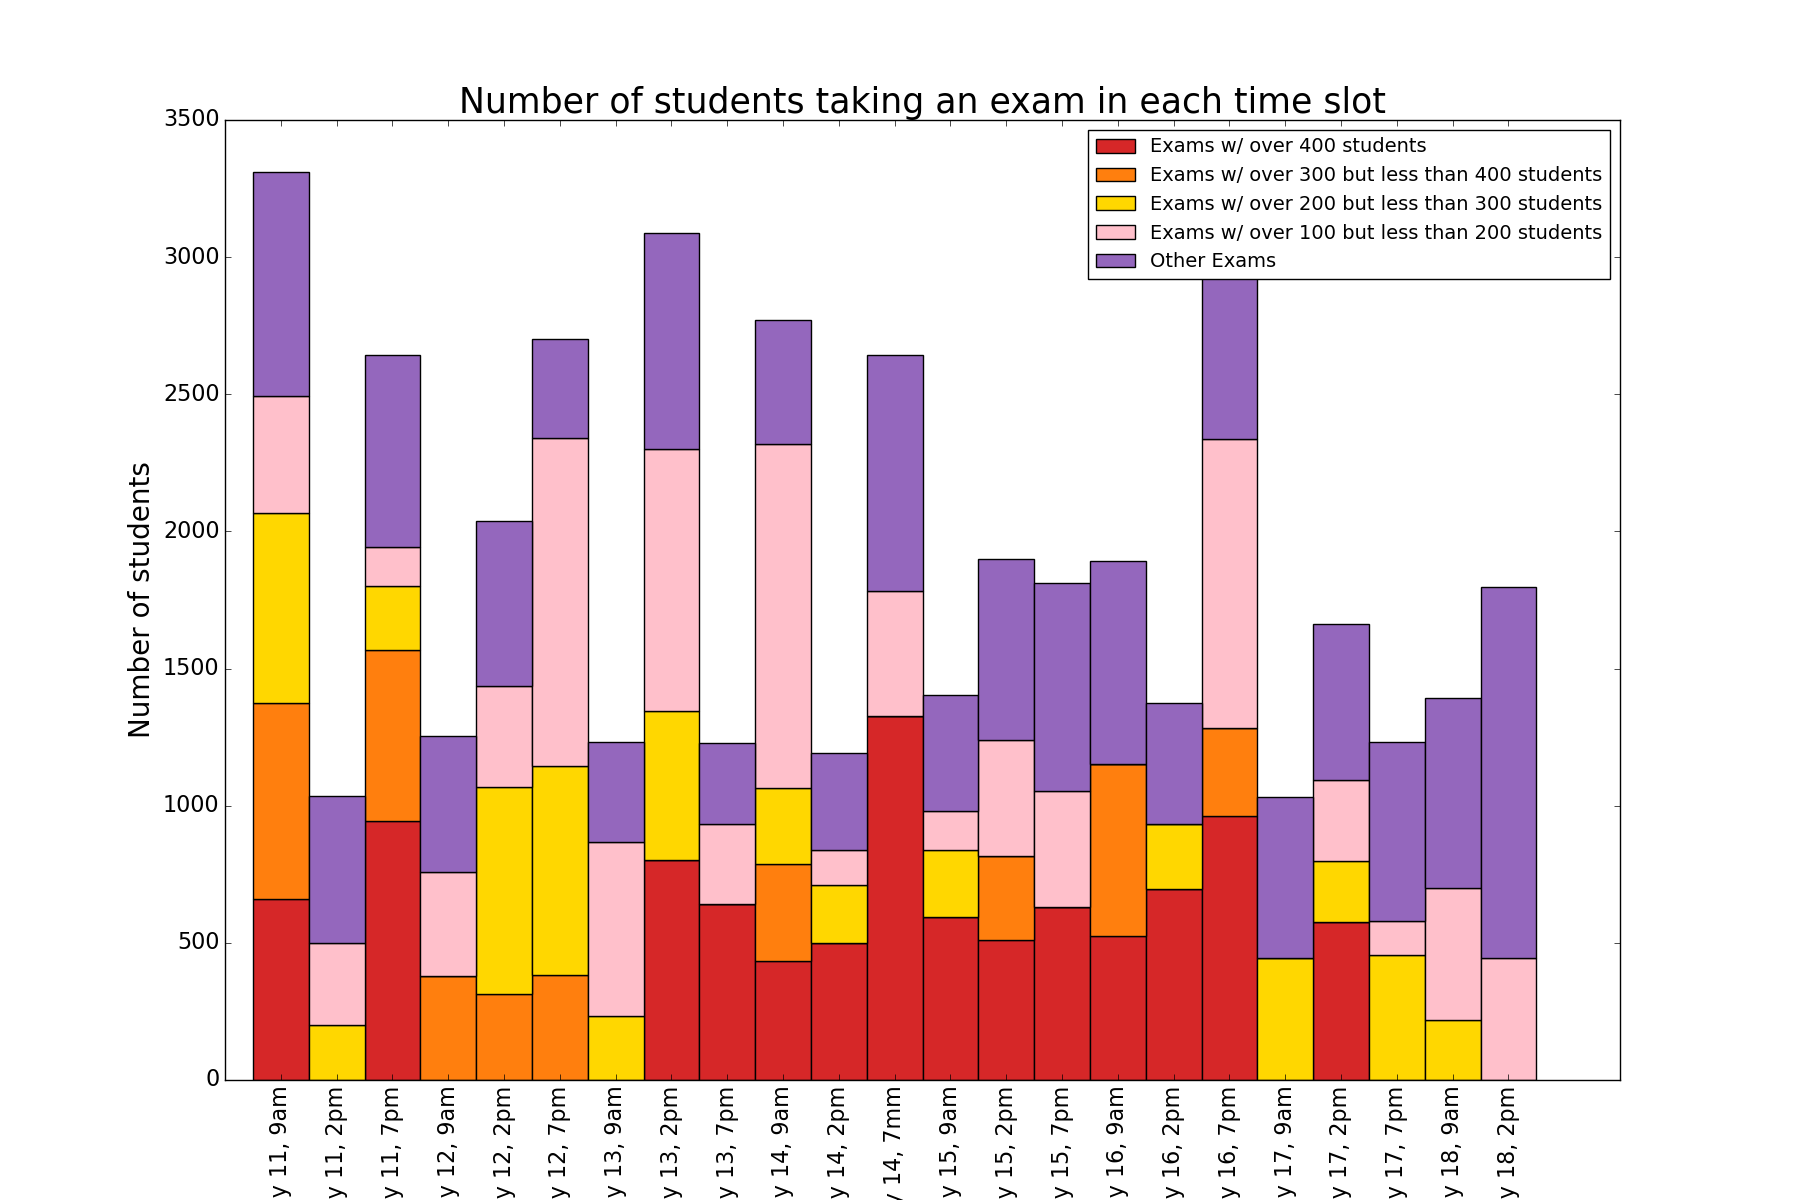 Number of students taking an exam in each time slot
3500
3000
2500
2000
1500
1000
500
0
Number of students
Exams w/ over 400 students
Exams w/ over 300 but less than 400 students
Exams w/ over 200 but less than 300 students
Exams w/ over 100 but less than 200 students
Other Exams
y 11, 9am
y 11, 2pm
y 11, 7pm
y 12, 9am
y 12, 2pm
y 12, 7pm
y 13, 9am
y 13, 2pm
y 13, 7pm
y 14, 9am
y 14, 2pm
y 14, 7mm
y 15, 9am
y 15, 2pm
y 15, 7pm
y 16, 9am
y 16, 2pm
y 16, 7pm
y 17, 9am
y 17, 2pm
y 17, 7pm
y 18, 9am
y 18, 2pm